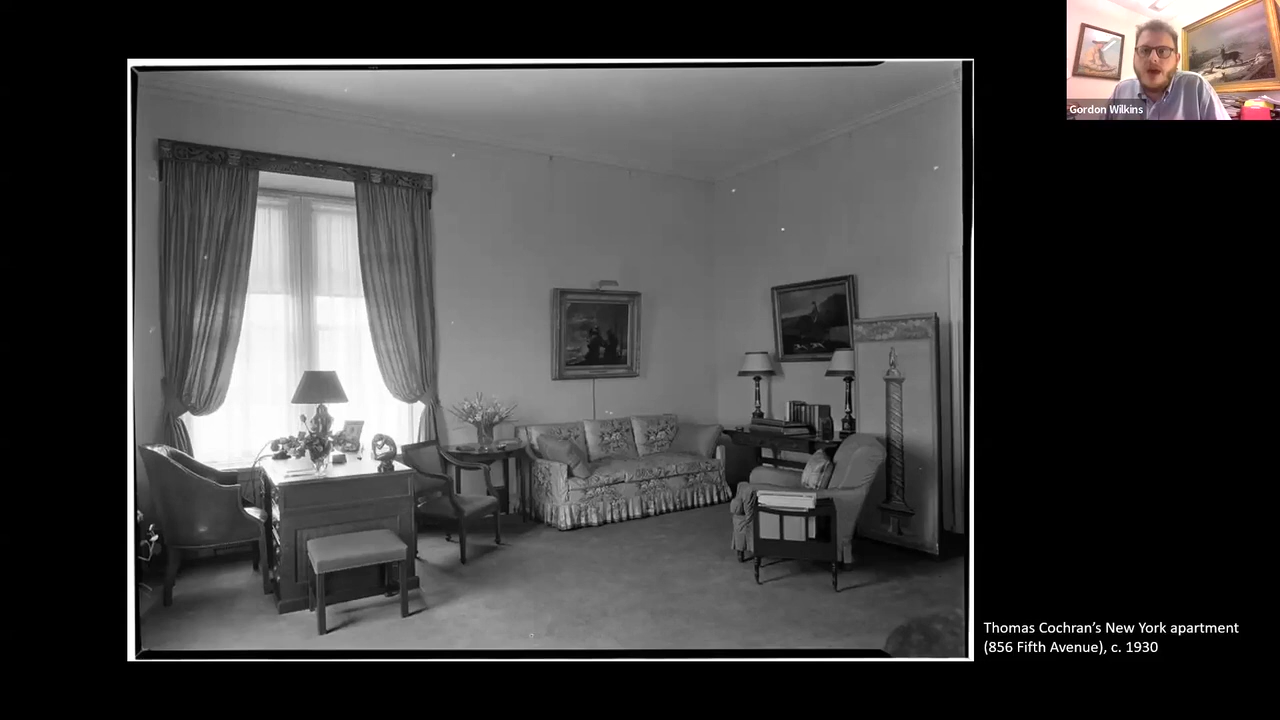 Gordon Wilkins
Thomas Cochran's New York apartment
(856 Fifth Avenue), c. 1930